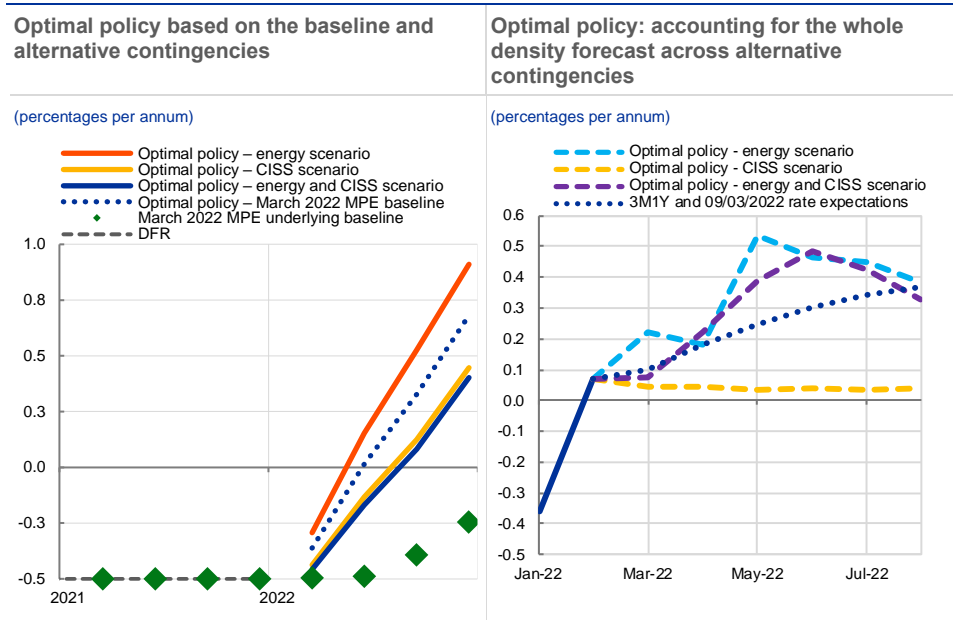 Optimal policy based on the baseline and
alternative contingencies
(percentages per annum)
Optimal policy – energy scenario
Optimal policy – CISS scenario
Optimal policy – energy and CISS scenario
Optimal policy – March 2022 MPE baseline
March 2022 MPE underlying baseline
DFR
1.0
0.8
0.5
0.3
0.0
-0.3
-0.5
2021
2022
Optimal policy: accounting for the whole
density forecast across alternative
contingencies
(percentages per annum)
Optimal policy - energy scenario
Optimal policy - CISS scenario
Optimal policy - energy and CISS scenario
3M1Y and 09/03/2022 rate expectations
0.6
0.5
0.4
0.3
0.2
0.1
0.0
-0.1
-0.2
-0.3
-0.4
-0.5
Jan-22
Mar-22
May-22
Jul-22